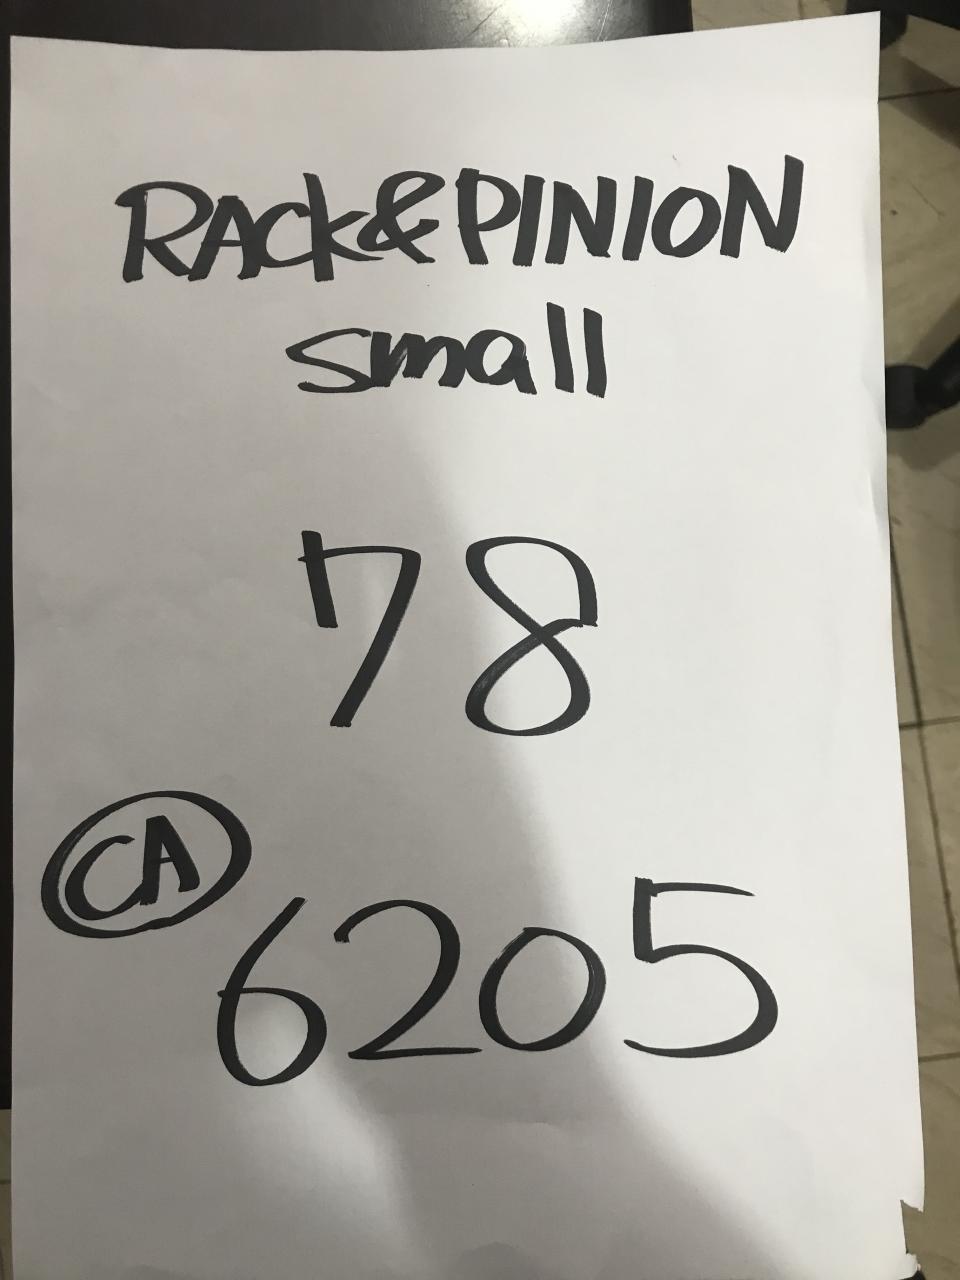 RACK & PINION
small
78
CA
6205